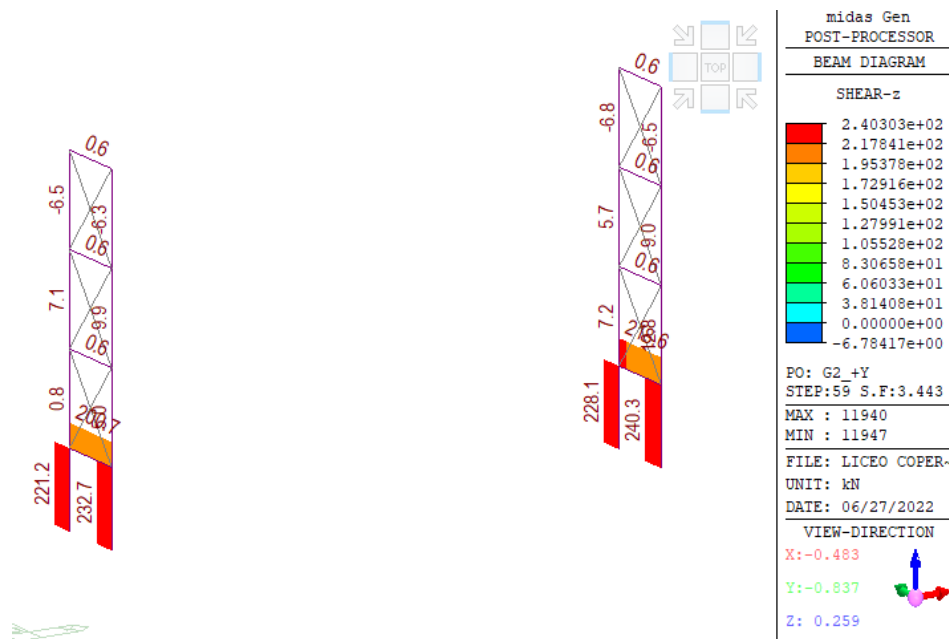 midas Gen
POST-PROCESSOR
BEAM DIAGRAM
SHEAR-z
2.40303e+02
2.17841e+02
1.95378e+02
1.72916e+02
1.50453e+02
1.27991e+02
1.05528e+02
8.30658e+01
6.06033e+01
3.81408e+01
0.00000e+00
-6.78417e+00
PO: G2_+Y
STEP:59 S.F:3.443
MAX : 11940
MIN : 11947
FILE: LICEO COPER~
UNIT: kN
DATE: 06/27/2022
VIEW-DIRECTION
X:-0.483
Y:-0.837
Z: 0.259
TOP
0.6
-6.5
-6.3
0.6
7.1
9.9
0.6
0.8
221.2
232.7
0.6
-6.8
-6.5
0.6
5.7
9.0
0.6
7.2
228.1
240.3